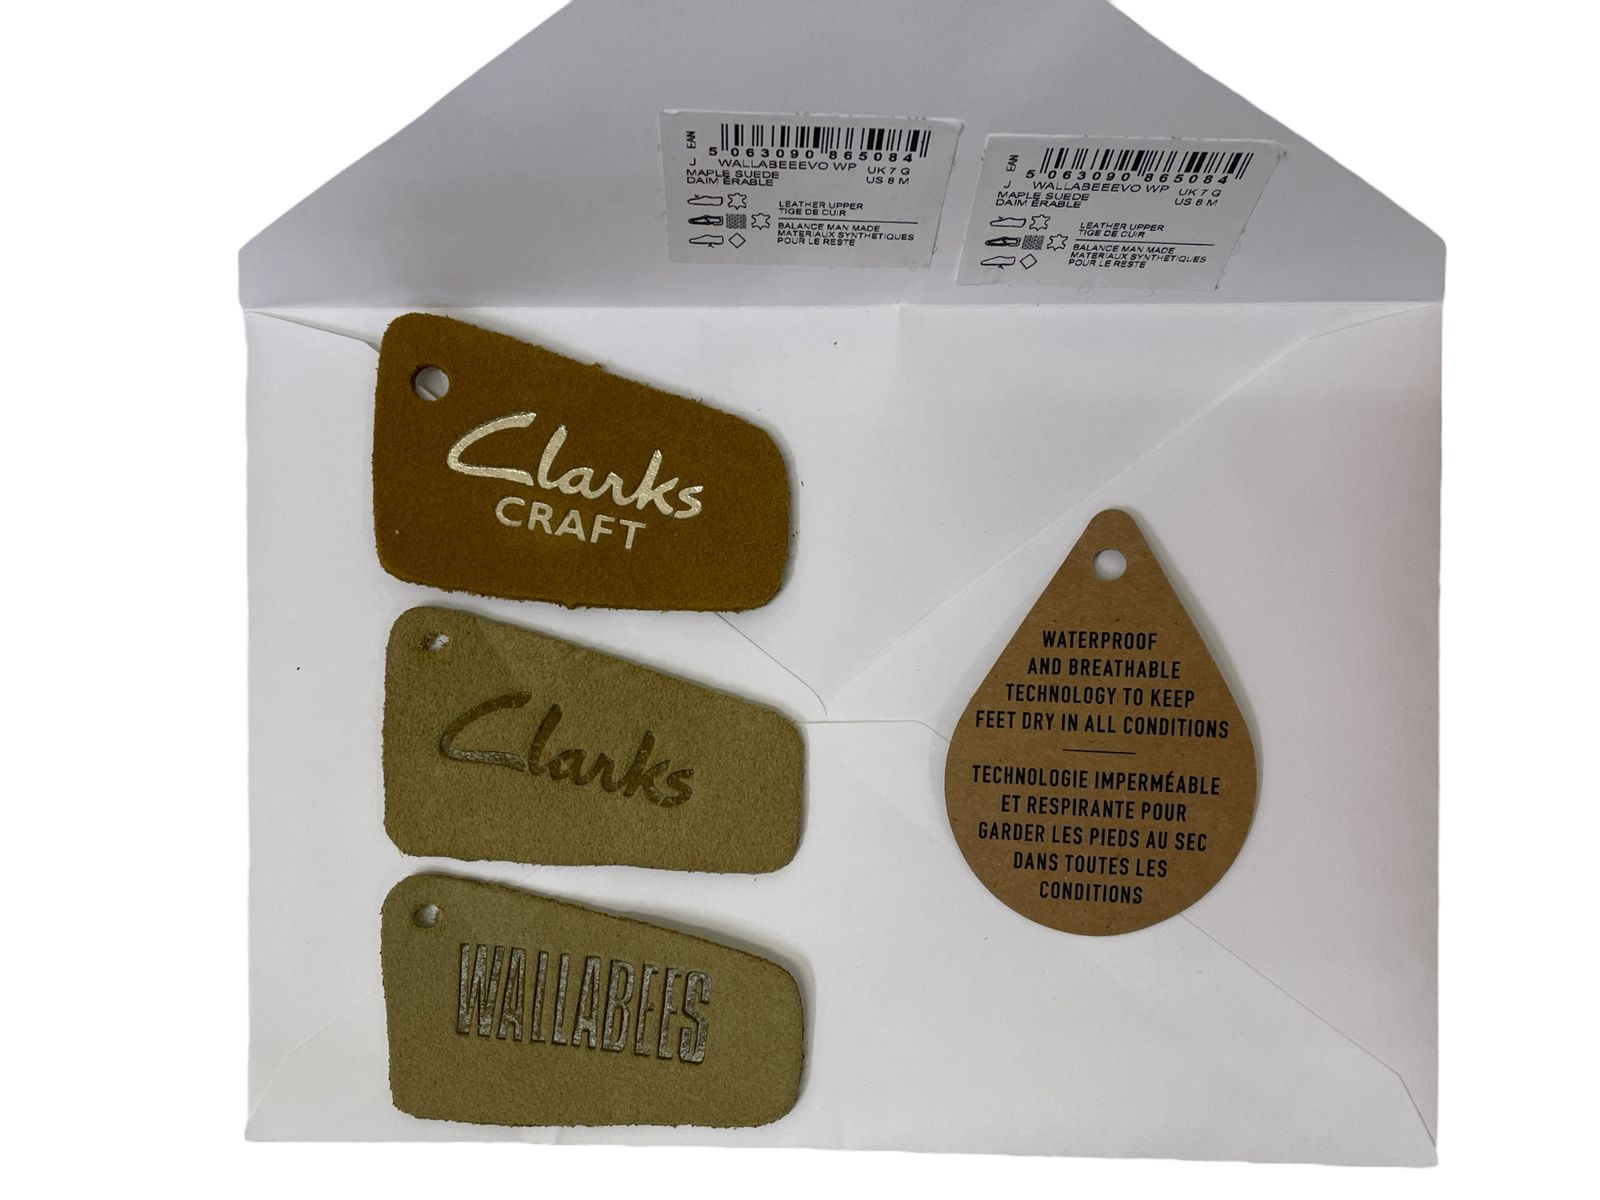 EAN
5 063090 865084
J WALLABEEEVO WP UK 7 G
MAPLE SUEDE US 8 M
DAIM ÉRABLE
LEATHER UPPER
TIGE DE CUIR
BALANCE MAN MADE
MATERIAUX SYNTHETIQUES
POUR LE RESTE
EAN
5 063090 865084
J WALLABEEEVO WP UK 7 G
MAPLE SUEDE US 8 M
DAIM ÉRABLE
LEATHER UPPER
TIGE DE CUIR
BALANCE MAN MADE
MATERIAUX SYNTHETIQUES
POUR LE RESTE
Clarks
CRAFT
Clarks
WALLABEES
WATERPROOF
AND BREATHABLE
TECHNOLOGY TO KEEP
FEET DRY IN ALL CONDITIONS
TECHNOLOGIE IMPERMÉABLE
ET RESPIRANTE POUR
GARDER LES PIEDS AU SEC
DANS TOUTES LES
CONDITIONS